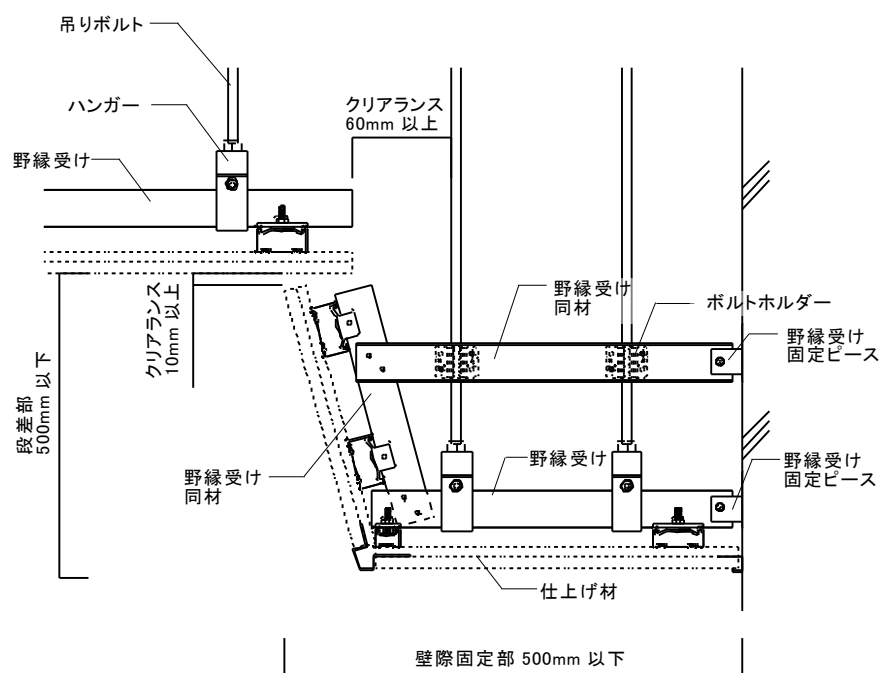 吊りボルト
ハンガー
野縁受け
クリアランス
60mm 以上
クリアランス
10mm 以上
段差部
500mm 以下
野縁受け
同材
ボルトホルダー
野縁受け
固定ピース
野縁受け
同材
野縁受け
野縁受け
固定ピース
仕上げ材
壁際固定部 500mm 以下